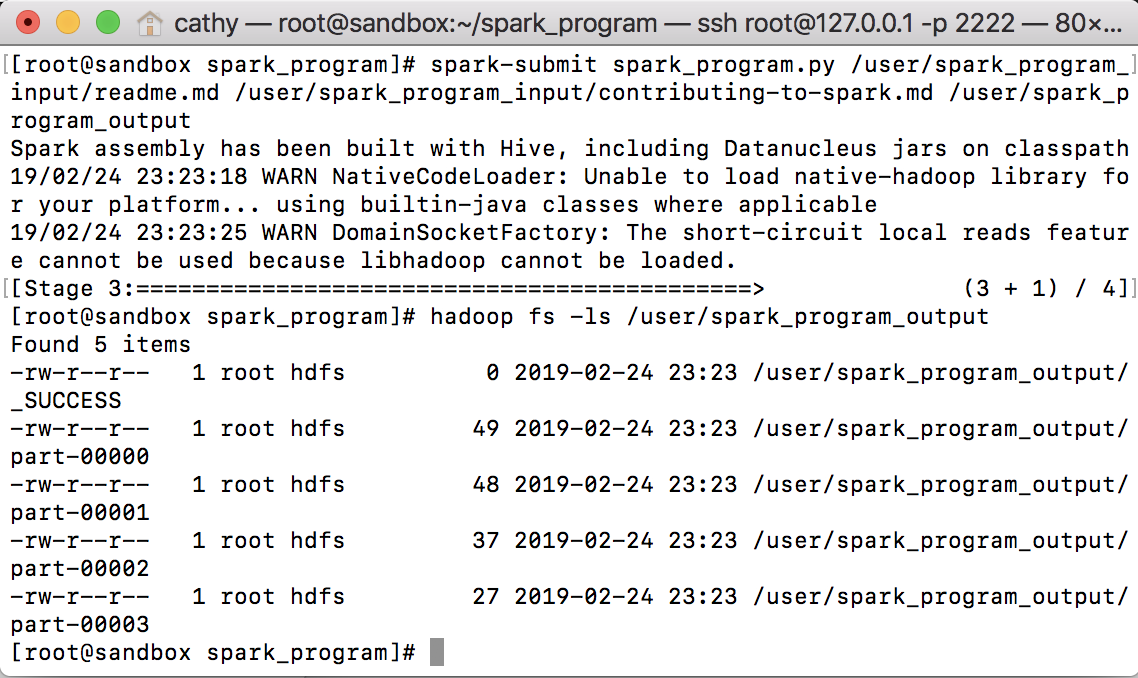 cathy — root@sandbox:~/spark_program — ssh root@127.0.0.1 -p 2222 — 80×...
[[root@sandbox spark_program]# spark-submit spark_program.py /user/spark_program_]
input/readme.md /user/spark_program_input/contributing-to-spark.md /user/spark_p
rogram_output
Spark assembly has been built with Hive, including Datanucleus jars on classpath
19/02/24 23:23:18 WARN NativeCodeLoader: Unable to load native-hadoop library fo
r your platform... using builtin-java classes where applicable
19/02/24 23:23:25 WARN DomainSocketFactory: The short-circuit local reads featur
e cannot be used because libhadoop cannot be loaded.
[[Stage 3:============================================>              (3 + 1) / 4]]
[root@sandbox spark_program]# hadoop fs -ls /user/spark_program_output
Found 5 items
-rw-r--r--   1 root hdfs          0 2019-02-24 23:23 /user/spark_program_output/
_SUCCESS
-rw-r--r--   1 root hdfs         49 2019-02-24 23:23 /user/spark_program_output/
part-00000
-rw-r--r--   1 root hdfs         48 2019-02-24 23:23 /user/spark_program_output/
part-00001
-rw-r--r--   1 root hdfs         37 2019-02-24 23:23 /user/spark_program_output/
part-00002
-rw-r--r--   1 root hdfs         27 2019-02-24 23:23 /user/spark_program_output/
part-00003
[root@sandbox spark_program]#